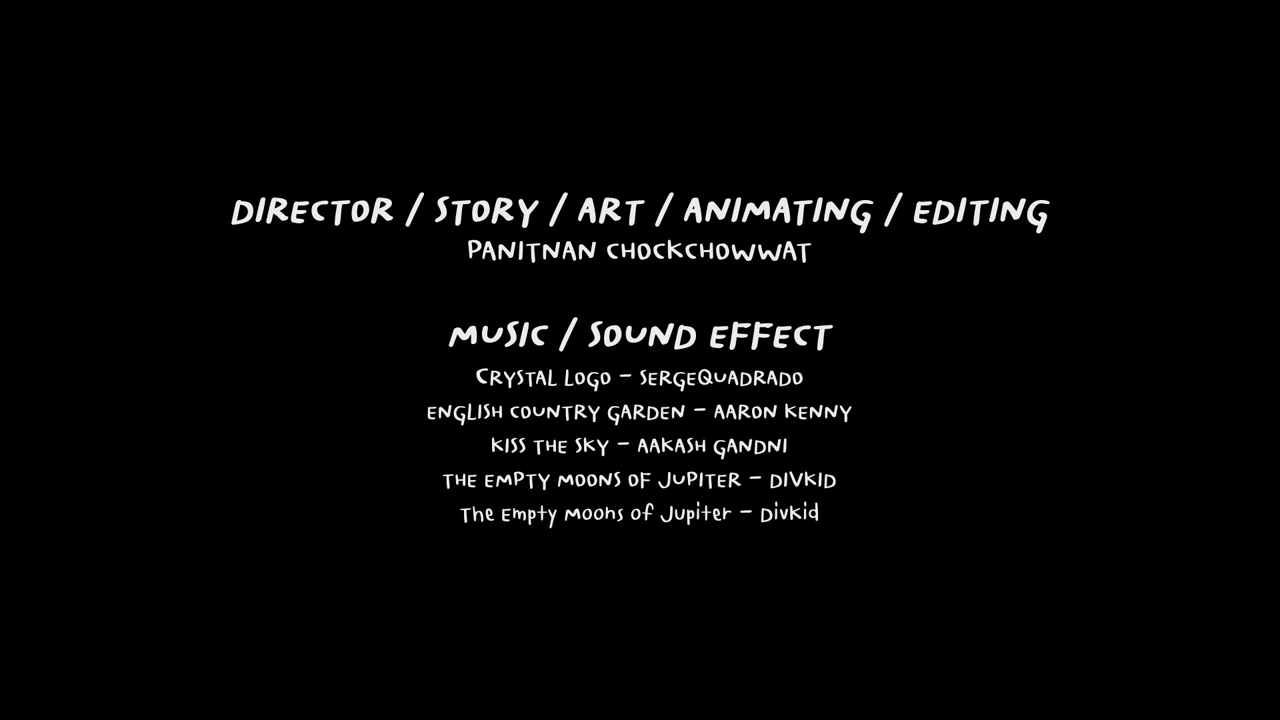 DIRECTOR / STORY / ART / ANIMATING / EDITING
PANITNAN CHOCKCHOWWAT
MUSIC / SOUND EFFECT
CRYSTAL LOGO – SERGEQUADRADO
ENGLISH COUNTRY GARDEN – AARON KENNY
KISS THE SKY – AAKASH GANDNI
THE EMPTY MOONS OF JUPITER – DIVKID
The Empty Moons of Jupiter – Divkid